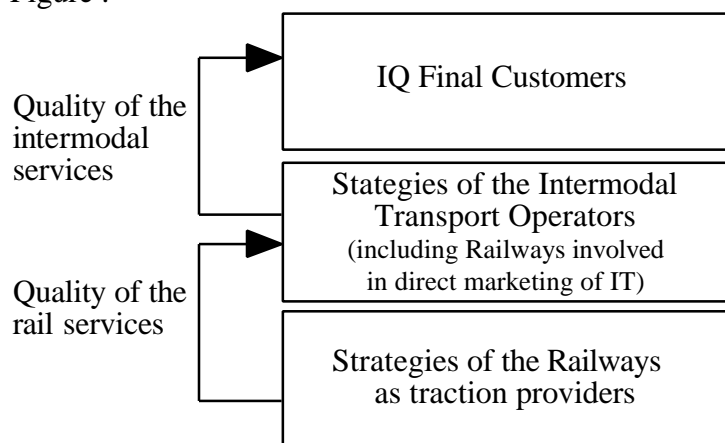 Figure .
IQ Final Customers
Quality of the
intermodal
services
Stategies of the Intermodal
Transport Operators
(including Railways involved
in direct marketing of IT)
Quality of the
rail services
Strategies of the Railways
as traction providers